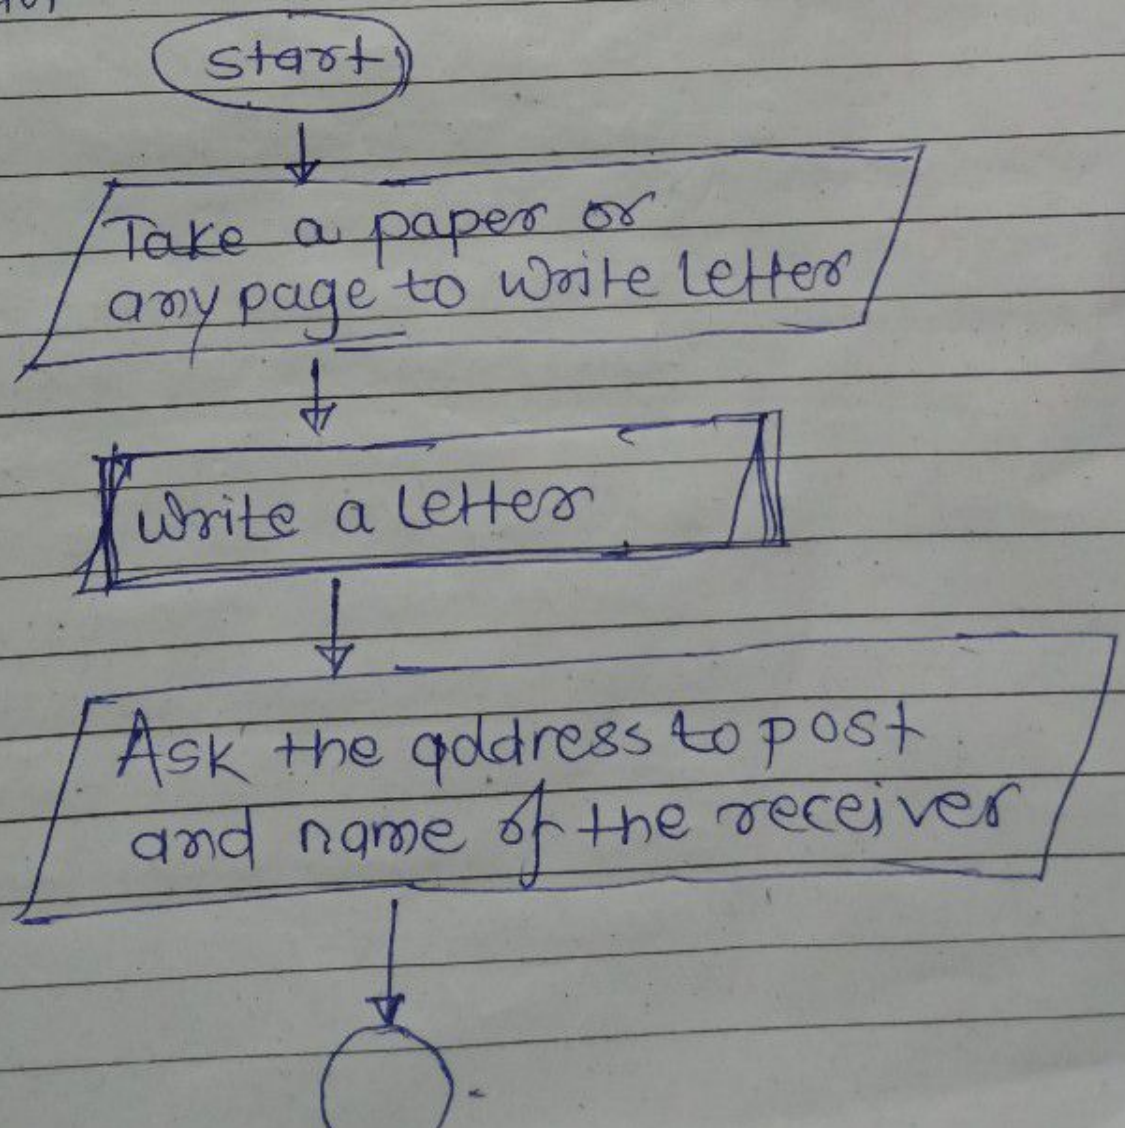 start
Take a paper or
any page to write letter
write a letter
Ask the address to post
and name of the receiver